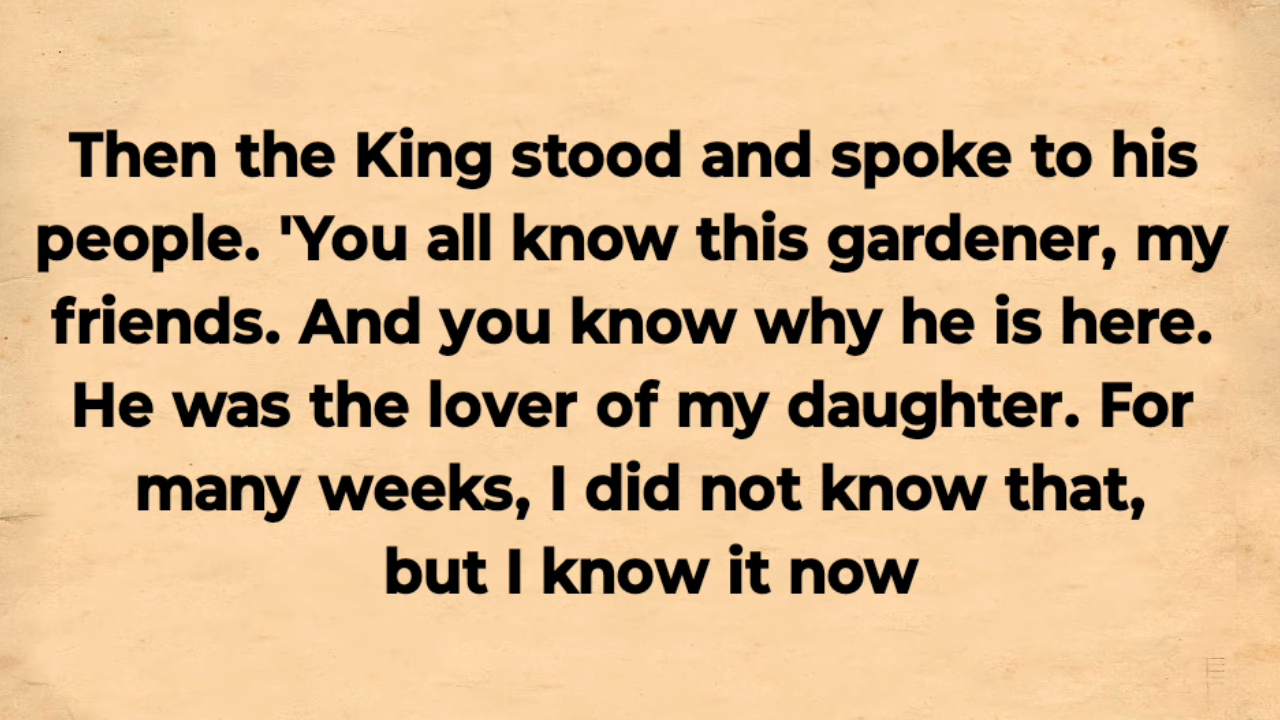 Then the King stood and spoke to his
people. 'You all know this gardener, my
friends. And you know why he is here.
He was the lover of my daughter. For
many weeks, I did not know that,
but I know it now